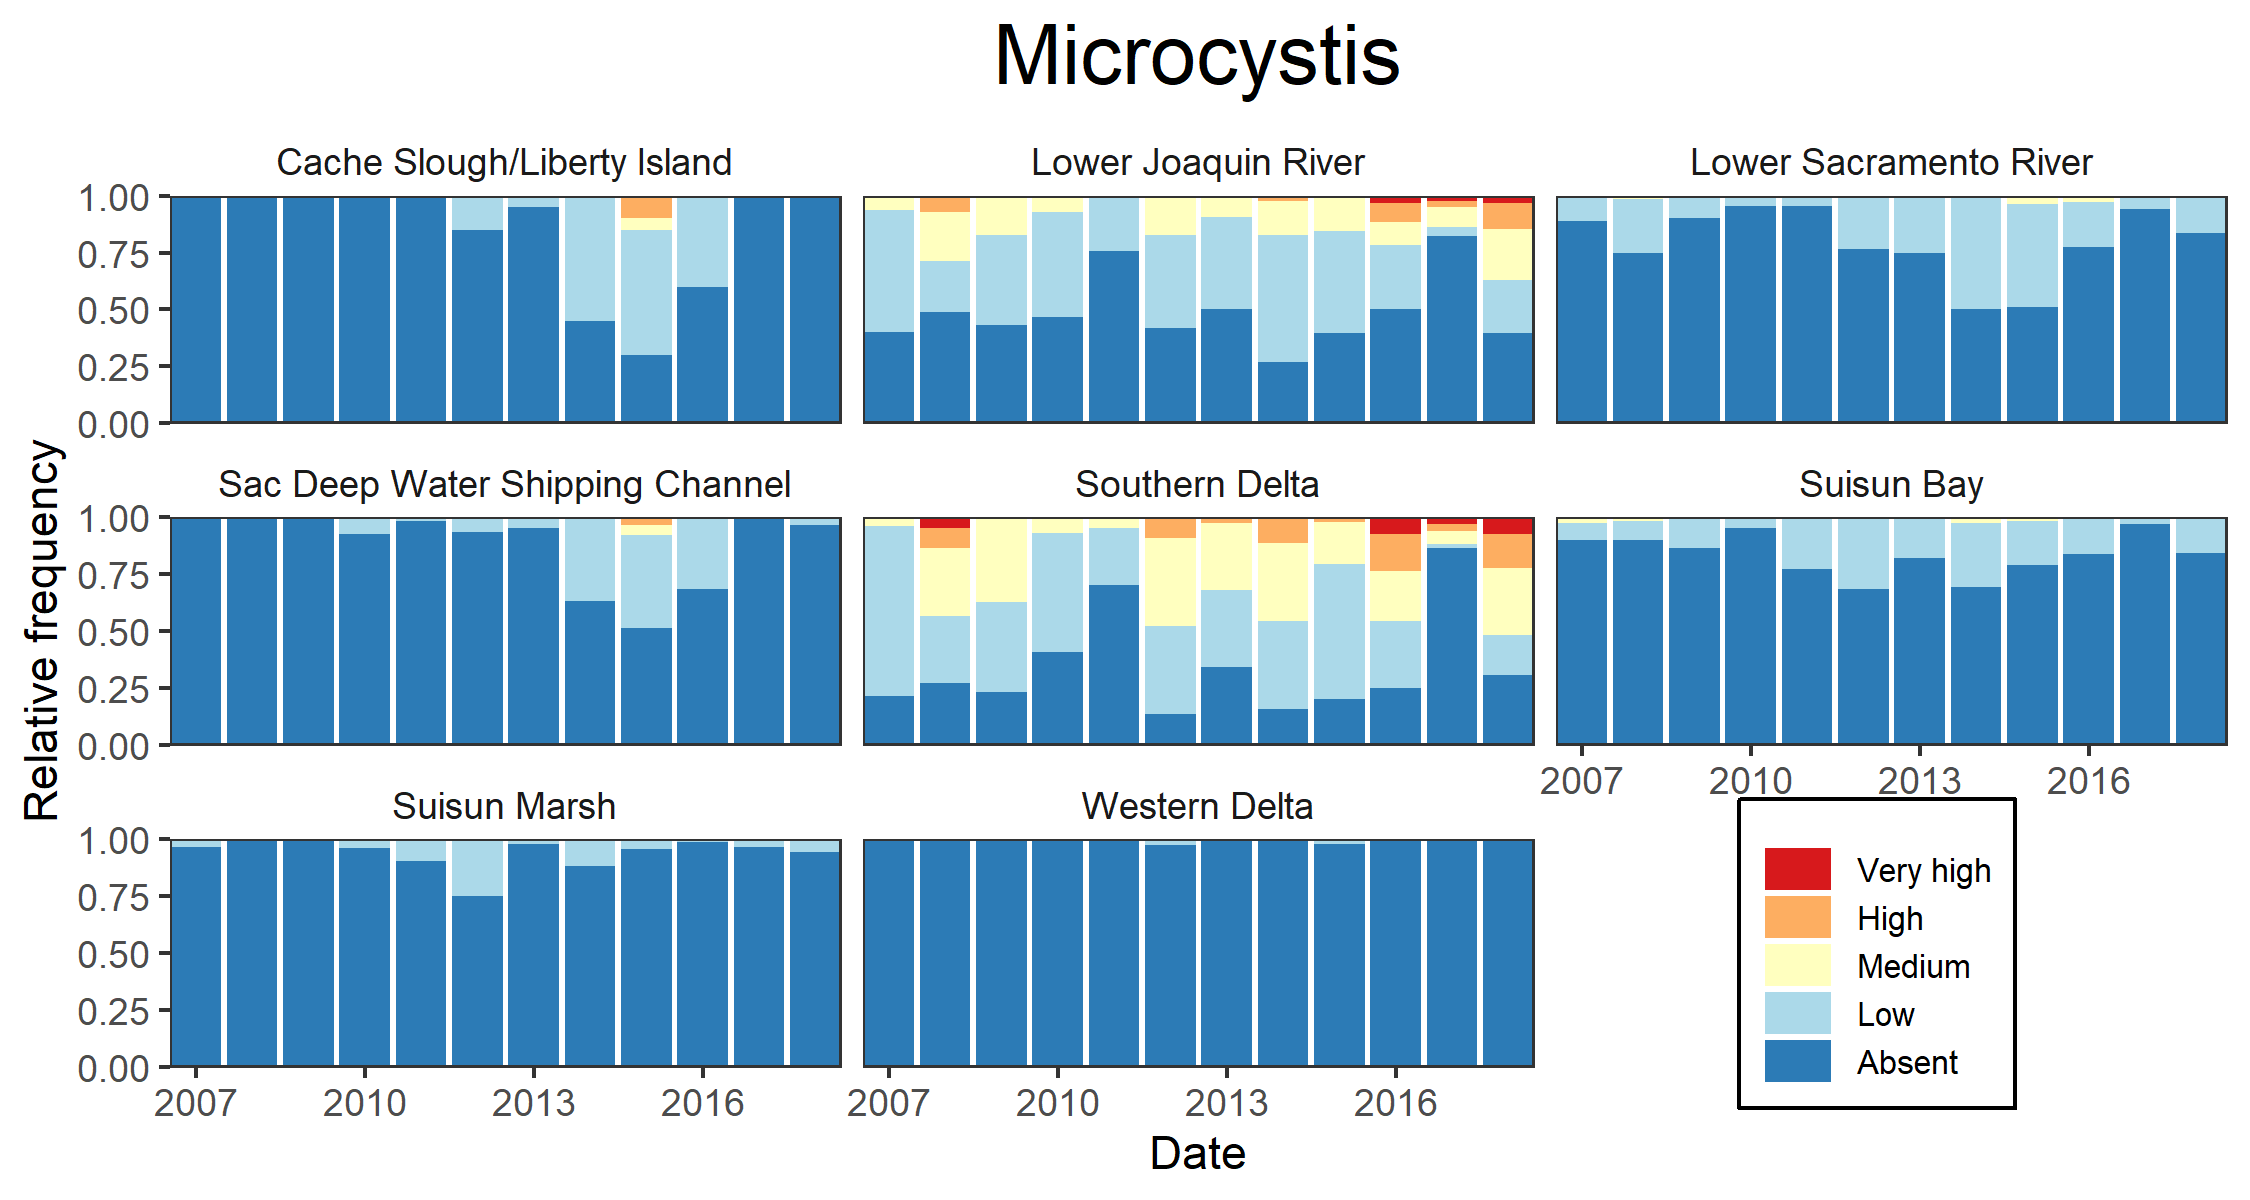 Microcystis
Cache Slough/Liberty Island
Lower Joaquin River
Lower Sacramento River
1.00
0.75
0.50
0.25
0.00
Sac Deep Water Shipping Channel
Southern Delta
Suisun Bay
1.00
0.75
0.50
0.25
0.00
2007 2010 2013 2016
Relative frequency
Suisun Marsh
Western Delta
1.00
0.75
0.50
0.25
0.00
2007 2010 2013 2016
2007 2010 2013 2016
Date
Very high
High
Medium
Low
Absent